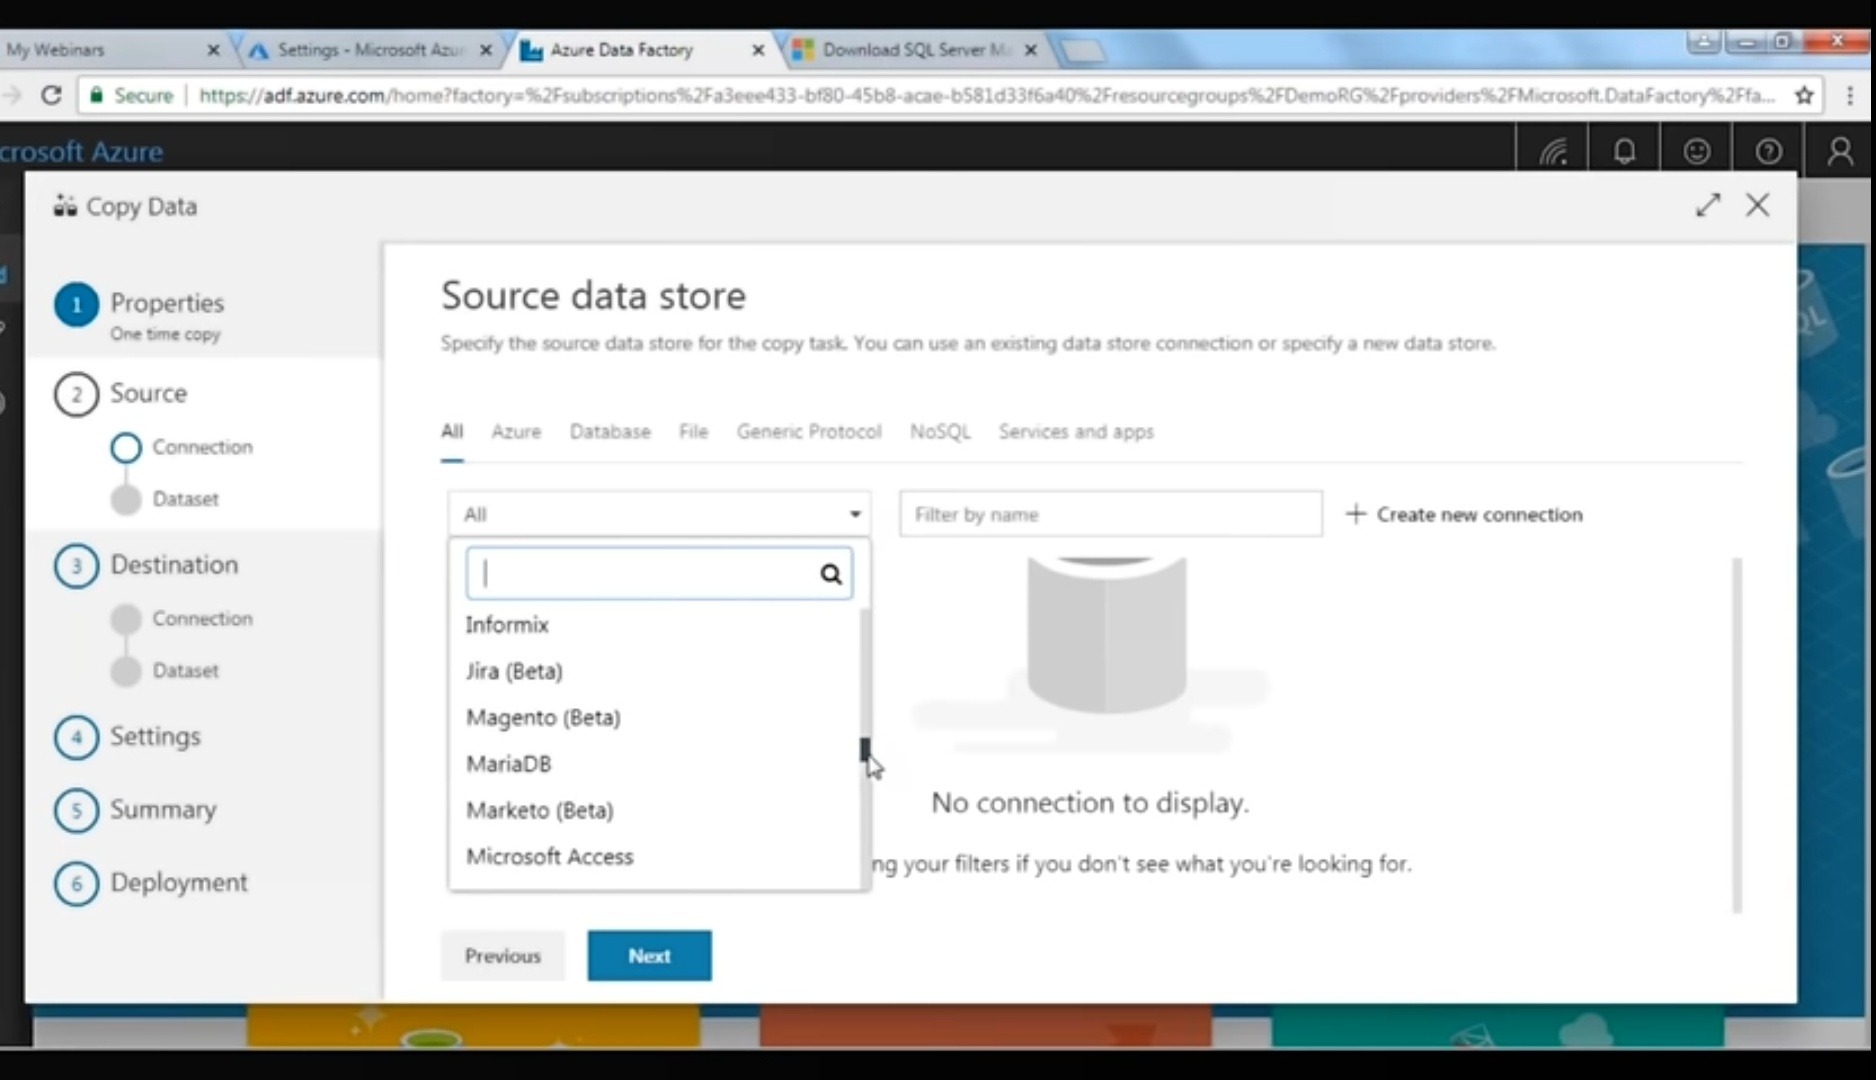 My Webinars
Settings - Microsoft Azur
Azure Data Factory
Download SQL Server M
Secure
https://adf.azure.com/home?factory=%2Fsubscriptions%2Fa3eee433-bf80-45b8-acae-b581d33f6a40%2Fresourcegroups%2FDemoRG%2Fproviders%2FMicrosoft.DataFactory%2Ffa...
crosoft Azure
Copy Data
1
Properties
One time copy
2
Source
Connection
Dataset
3
Destination
Connection
Dataset
4
Settings
5
Summary
6
Deployment
Source data store
Specify the source data store for the copy task. You can use an existing data store connection or specify a new data store.
All Azure Database File Generic Protocol NoSQL Services and apps
All
Filter by name
+ Create new connection
Informix
Jira (Beta)
Magento (Beta)
MariaDB
Marketo (Beta)
Microsoft Access
No connection to display.
ng your filters if you don't see what you're looking for.
Previous
Next